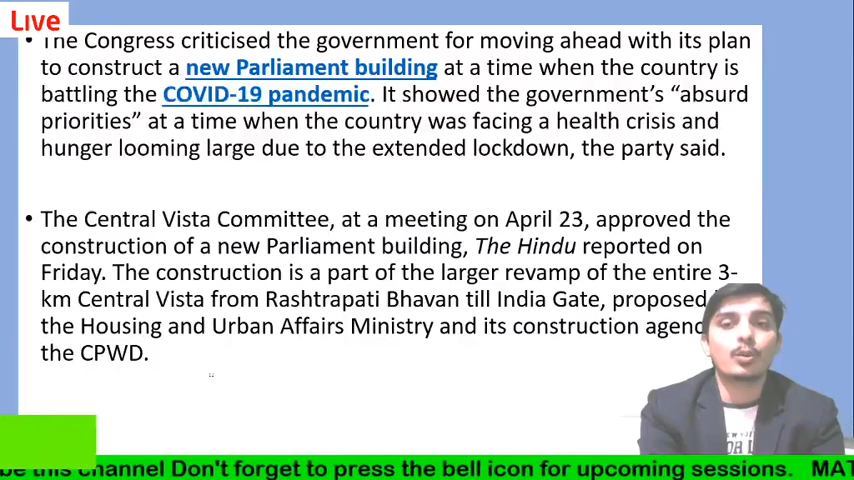 Live
• The Congress criticised the government for moving ahead with its plan
to construct a new Parliament building at a time when the country is
battling the COVID-19 pandemic. It showed the government's “absurd
priorities” at a time when the country was facing a health crisis and
hunger looming large due to the extended lockdown, the party said.
• The Central Vista Committee, at a meeting on April 23, approved the
construction of a new Parliament building, The Hindu reported on
Friday. The construction is a part of the larger revamp of the entire 3-
km Central Vista from Rashtrapati Bhavan till India Gate, proposed
the Housing and Urban Affairs Ministry and its construction agen
the CPWD.
be this channel Don't forget to press the bell icon for upcoming sessions. MAT